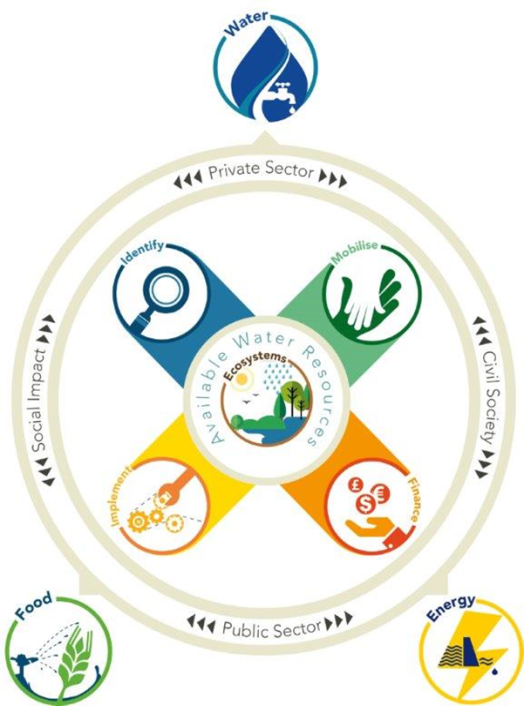 Water
Private Sector
Identify
Mobilise
Available Water Resources
Ecosystems
Social Impact
Civil Society
Implement
Finance
£
$
€
Food
Public Sector
Energy